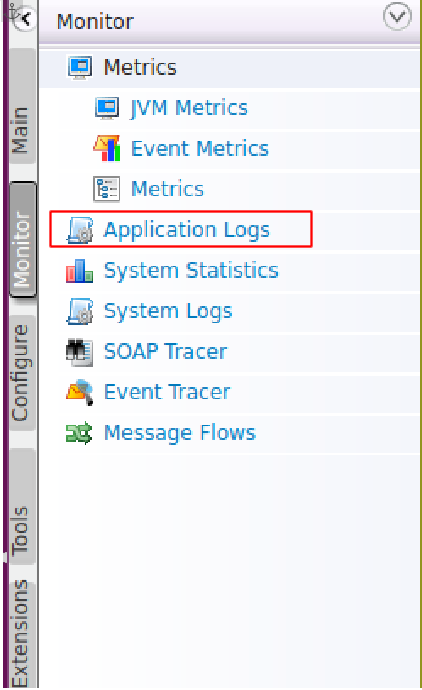 Monitor
Metrics
JVM Metrics
Event Metrics
Metrics
Application Logs
System Statistics
System Logs
SOAP Tracer
Event Tracer
Message Flows
Main
Monitor
Configure
Tools
Extensions